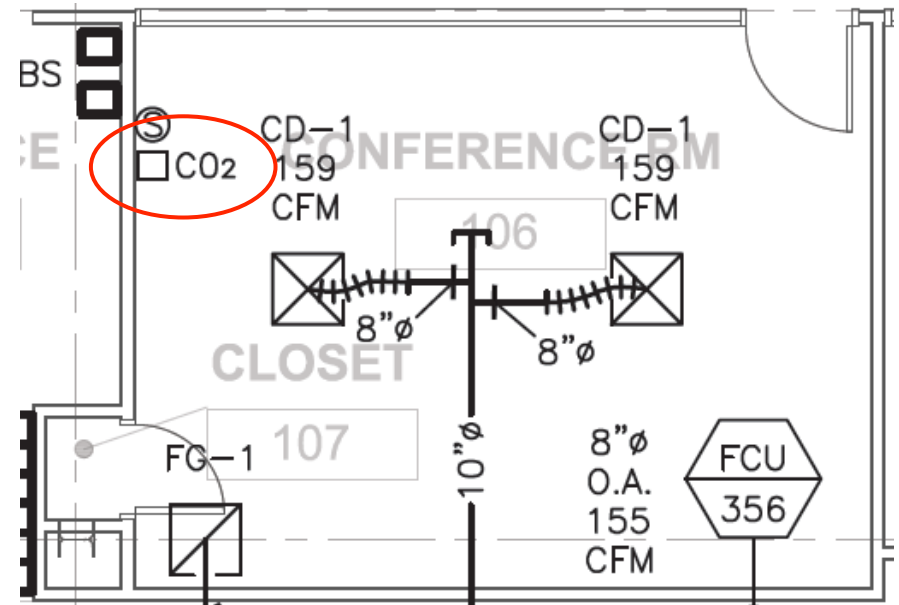 BS
CE
S
CO2
CD-1
159
CFM
CONFERENCE RM
106
CD-1
159
CFM
8"ø
8"ø
CLOSET
107
FG-1
10"ø
8"ø
O.A.
155
CFM
FCU
356